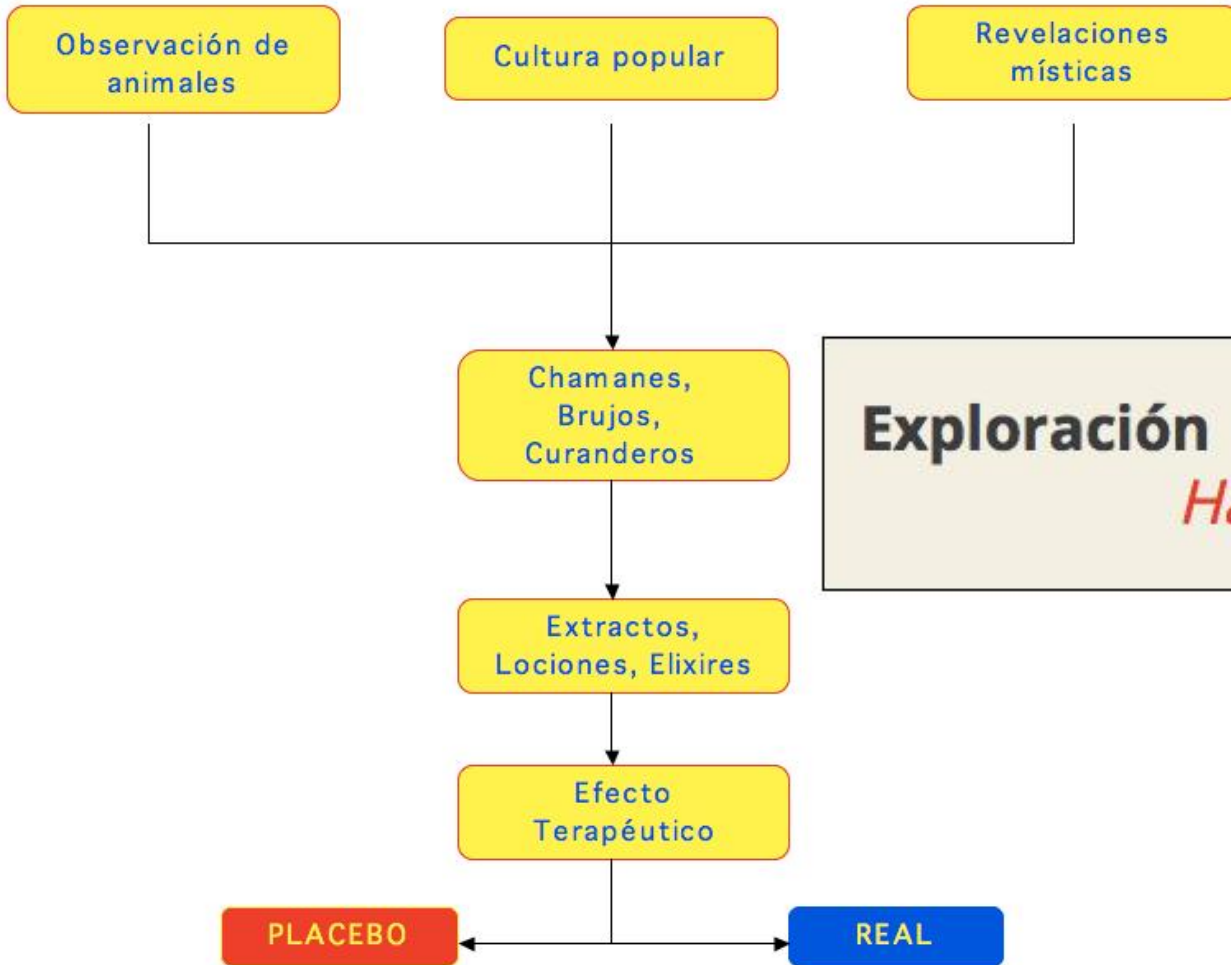 Observación de
animales
Cultura popular
Revelaciones
místicas
Chamanes,
Brujos,
Curanderos
Exploración
Extractos,
Lociones, Elixires
Efecto
Terapéutico
PLACEBO
REAL